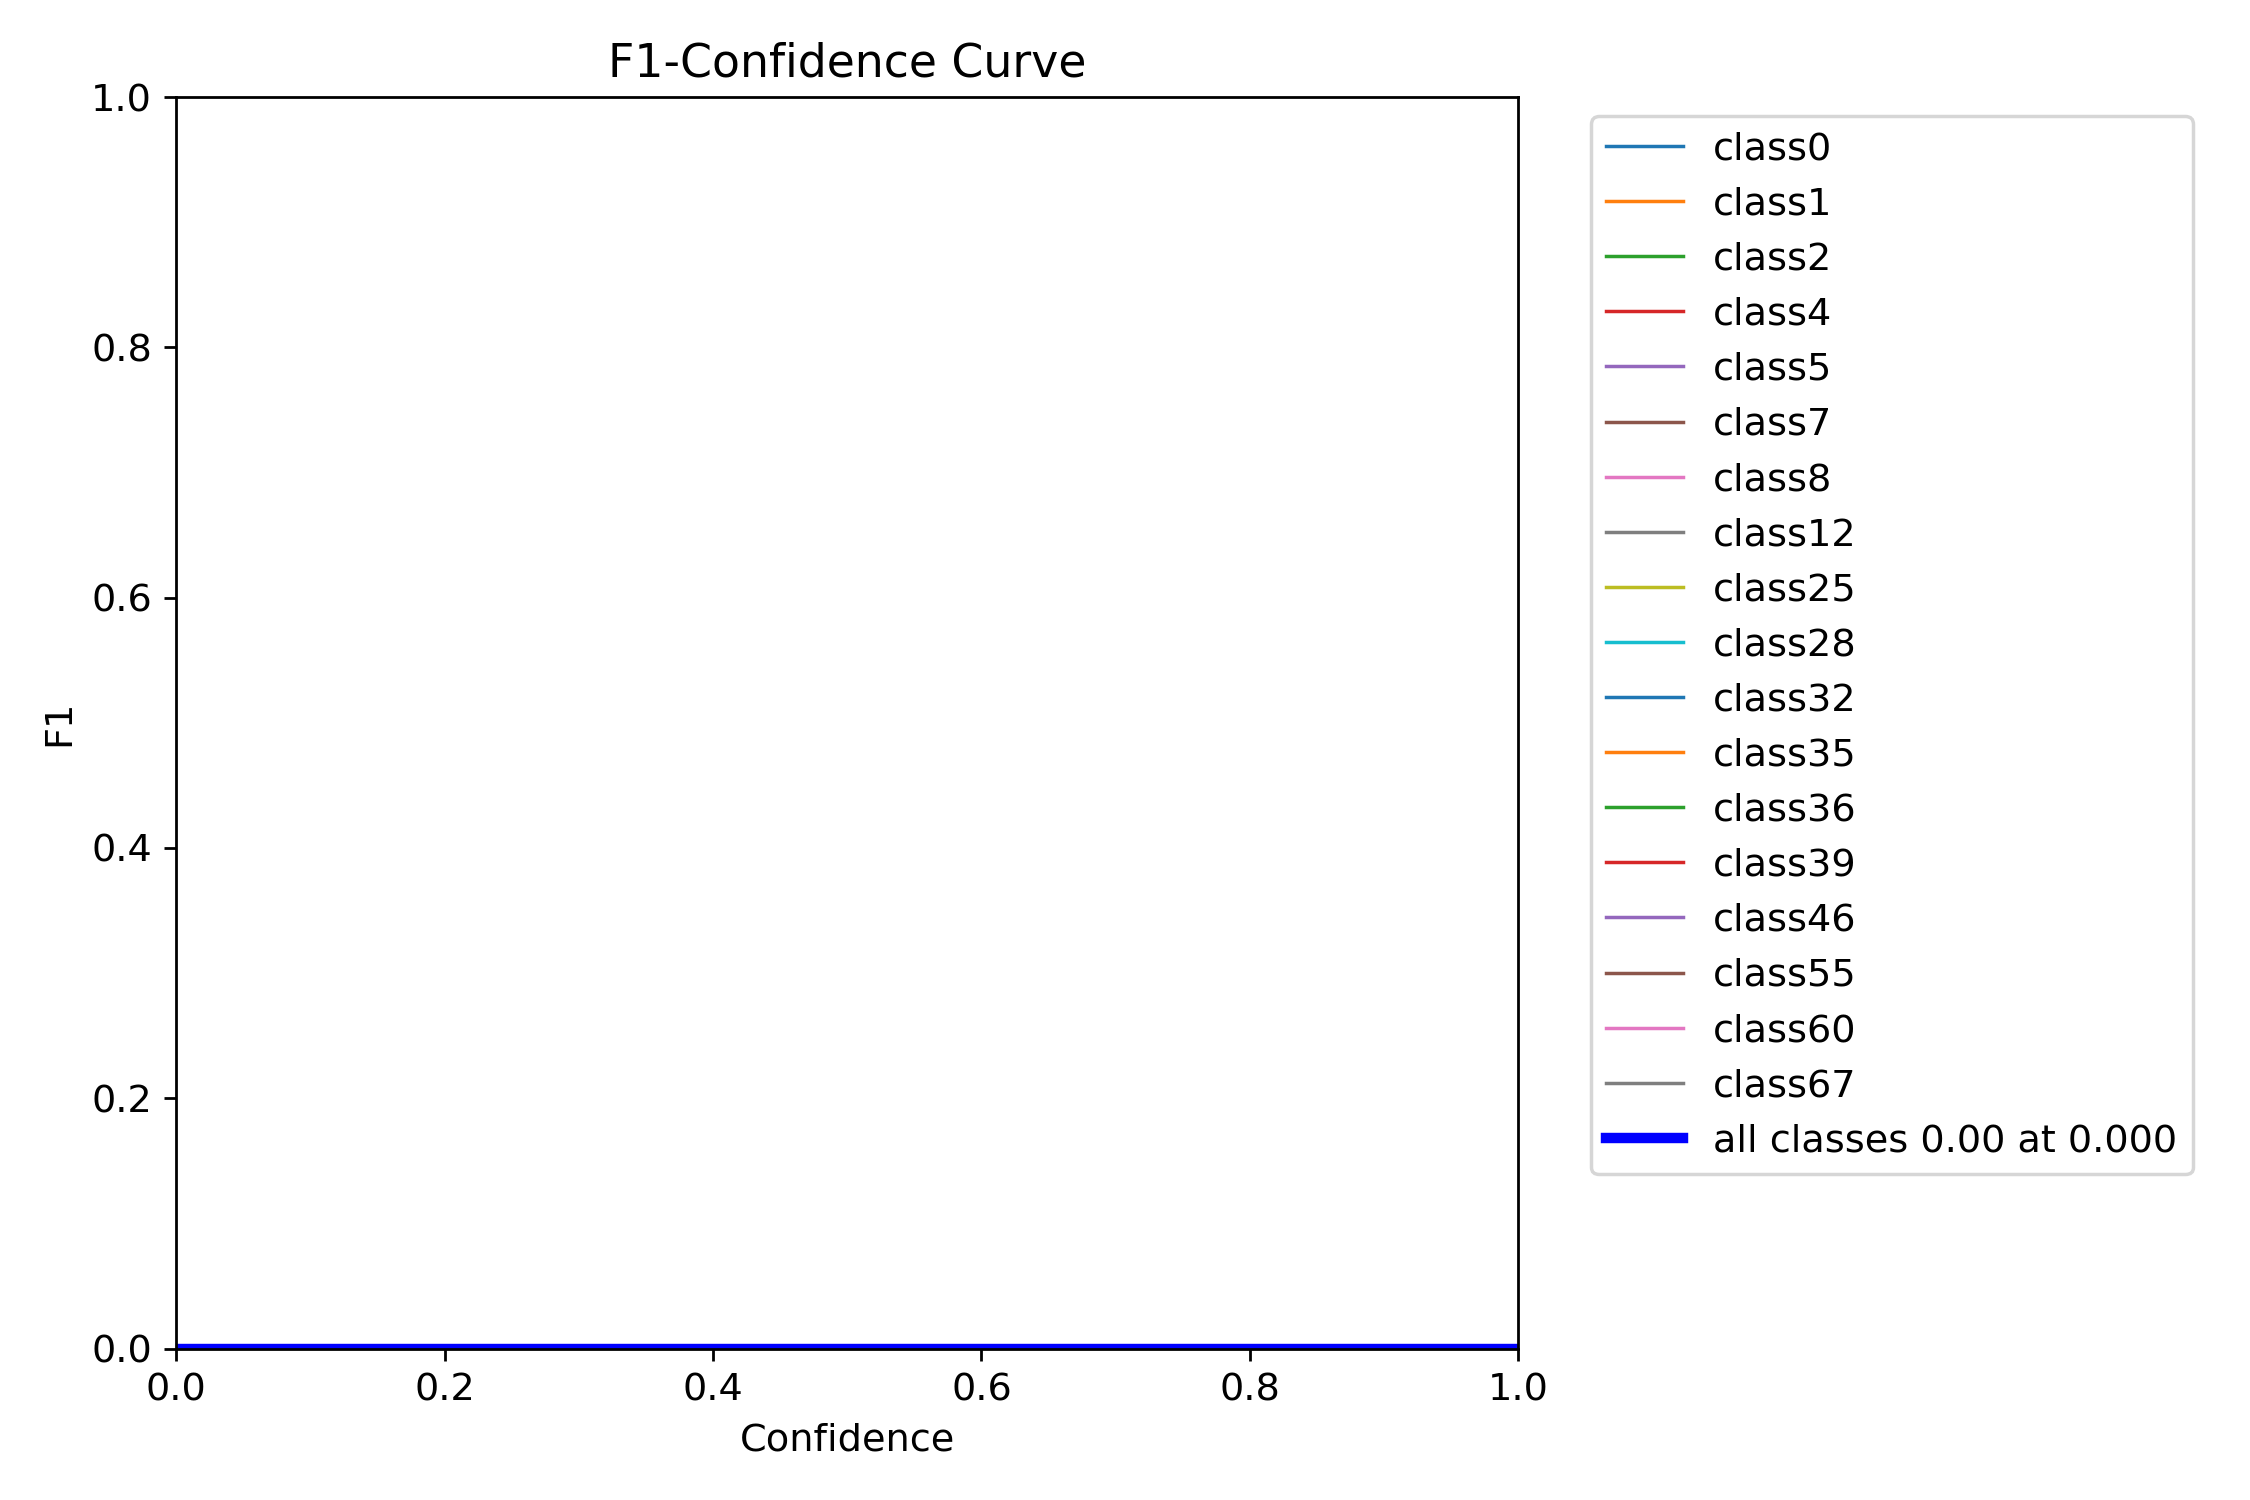 F1-Confidence Curve
1.0
0.8
0.6
0.4
0.2
0.0
F1
0.0 0.2 0.4 0.6 0.8 1.0
Confidence
class0
class1
class2
class4
class5
class7
class8
class12
class25
class28
class32
class35
class36
class39
class46
class55
class60
class67
all classes 0.00 at 0.000